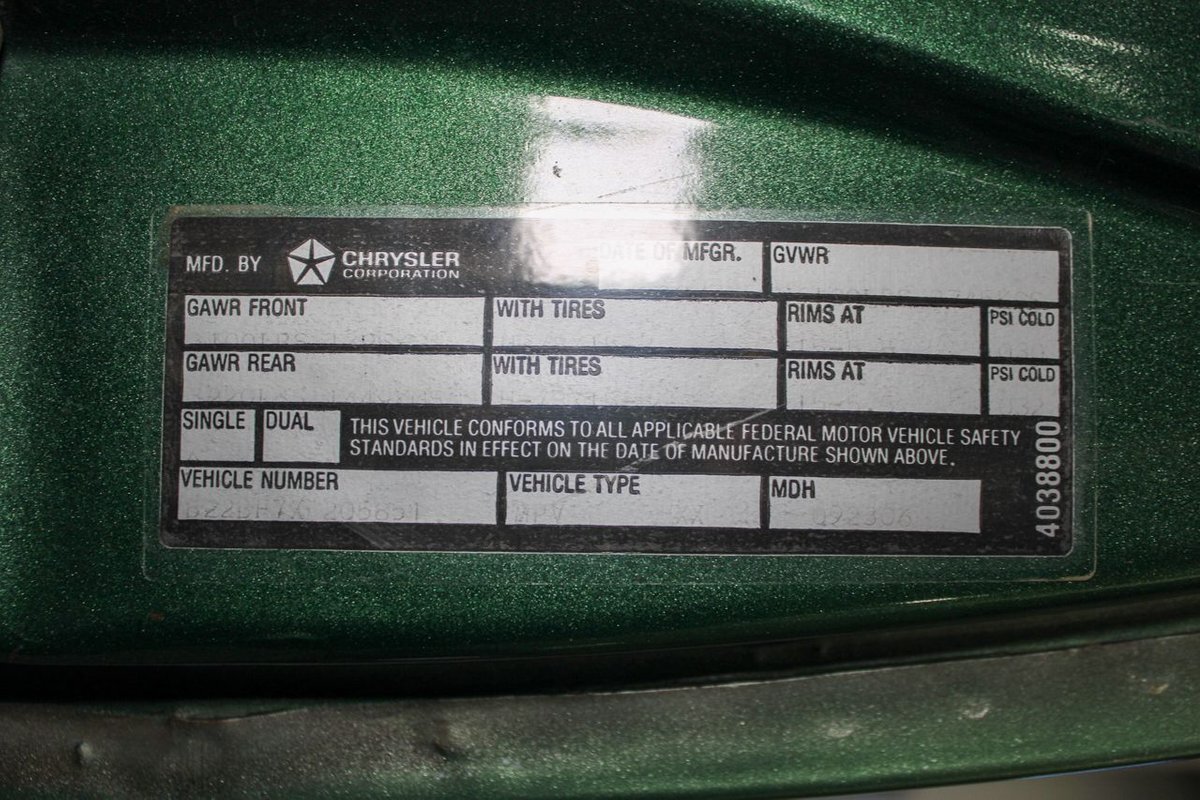 MFD. BY CHRYSLER CORPORATION DATE OF MFGR. GVWR
GAWR FRONT WITH TIRES RIMS AT PSI COLD
GAWR REAR WITH TIRES RIMS AT PSI COLD
SINGLE DUAL
THIS VEHICLE CONFORMS TO ALL APPLICABLE FEDERAL MOTOR VEHICLE SAFETY
STANDARDS IN EFFECT ON THE DATE OF MANUFACTURE SHOWN ABOVE.
VEHICLE NUMBER VEHICLE TYPE MDH
MPV
4038800